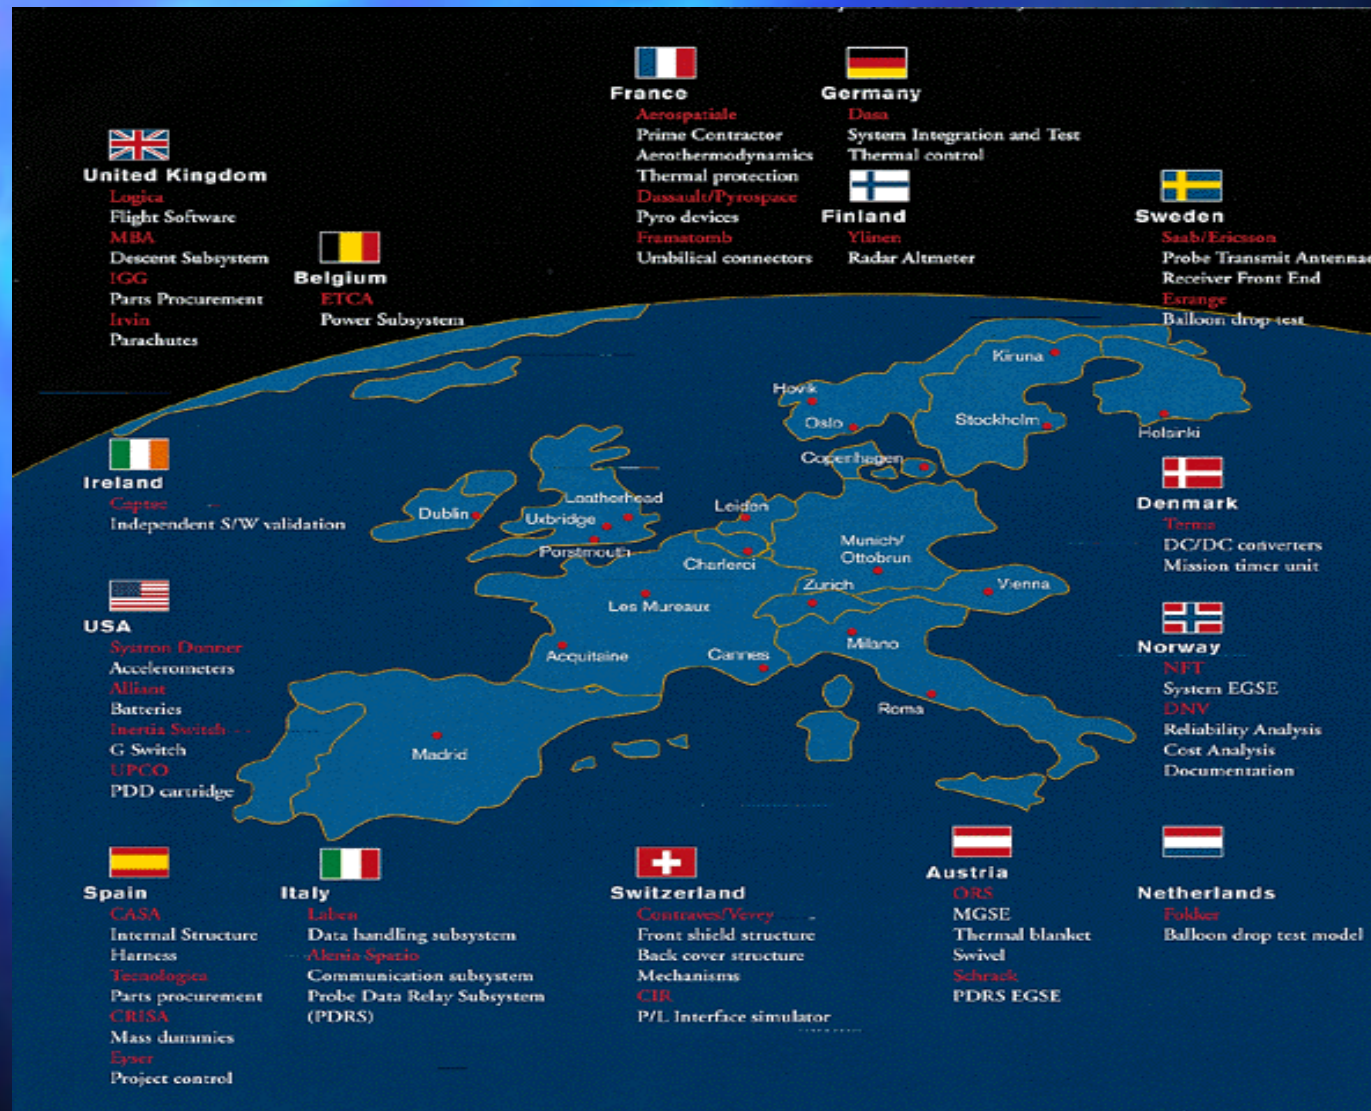 France
Aerospatiale
Prime Contractor
Aerothermodynamics
Thermal protection
Dassault/Pyrospace
Pyro devices
Framatomb
Umbilical connectors
Germany
Dasa
System Integration and Test
Thermal control
Finland
Ylinen
Radar Altmeter
Sweden
Saab/Ericsson
Probe Transmit Antennae
Receiver Front End
Esrange
Balloon drop test
United Kingdom
Logica
Flight Software
MBA
Descent Subsystem
IGG
Parts Procurement
Irvin
Parachutes
Belgium
ETCA
Power Subsystem
Ireland
Captec
Independent S/W validation
USA
Systron Donner
Accelerometers
Alliant
Batteries
Inertia Switch
G Switch
UPCO
PDD cartridge
Kiruna
Hovik
Oslo
Stockholm
Helsinki
Copenhagen
Leatherhead
Dublin
Uxbridge
Porstmouth
Leidon
Charleroi
Munich/
Ottobrun
Zurich
Vienna
Les Mureaux
Acquitaine
Cannes
Milano
Roma
Madrid
Denmark
Terma
DC/DC converters
Mission timer unit
Norway
NFT
System EGSE
DNV
Reliability Analysis
Cost Analysis
Documentation
Spain
CASA
Internal Structure
Harness
Tecnologica
Parts procurement
CRISA
Mass dummies
Eyser
Project control
Italy
Laben
Data handling subsystem
Alenia Spazio
Communication subsystem
Probe Data Relay Subsystem
(PDRS)
Switzerland
Contraves/Vevey
Front shield structure
Back cover structure
Mechanisms
CIR
P/L Interface simulator
Austria
ORS
MGSE
Thermal blanket
Swivel
Schrack
PDRS EGSE
Netherlands
Fokker
Balloon drop test model